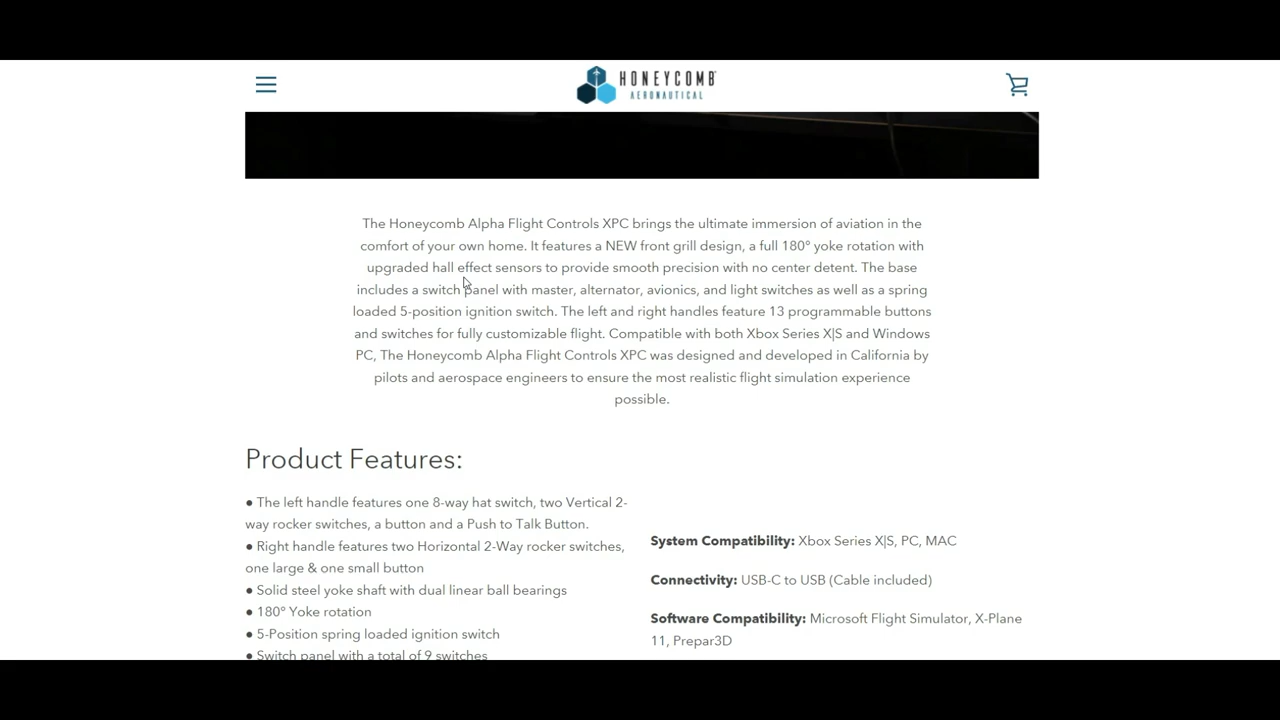 HONEYCOMB
AERONAUTICAL
The Honeycomb Alpha Flight Controls XPC brings the ultimate immersion of aviation in the
comfort of your own home. It features a NEW front grill design, a full 180° yoke rotation with
upgraded hall effect sensors to provide smooth precision with no center detent. The base
includes a switch panel with master, alternator, avionics, and light switches as well as a spring
loaded 5-position ignition switch. The left and right handles feature 13 programmable buttons
and switches for fully customizable flight. Compatible with both Xbox Series X|S and Windows
PC, The Honeycomb Alpha Flight Controls XPC was designed and developed in California by
pilots and aerospace engineers to ensure the most realistic flight simulation experience
possible.
Product Features:
● The left handle features one 8-way hat switch, two Vertical 2-
way rocker switches, a button and a Push to Talk Button.
● Right handle features two Horizontal 2-Way rocker switches,
one large & one small button
● Solid steel yoke shaft with dual linear ball bearings
● 180° Yoke rotation
● 5-Position spring loaded ignition switch
● Switch panel with a total of 9 switches
System Compatibility: Xbox Series X|S, PC, MAC
Connectivity: USB-C to USB (Cable included)
Software Compatibility: Microsoft Flight Simulator, X-Plane
11, Prepar3D